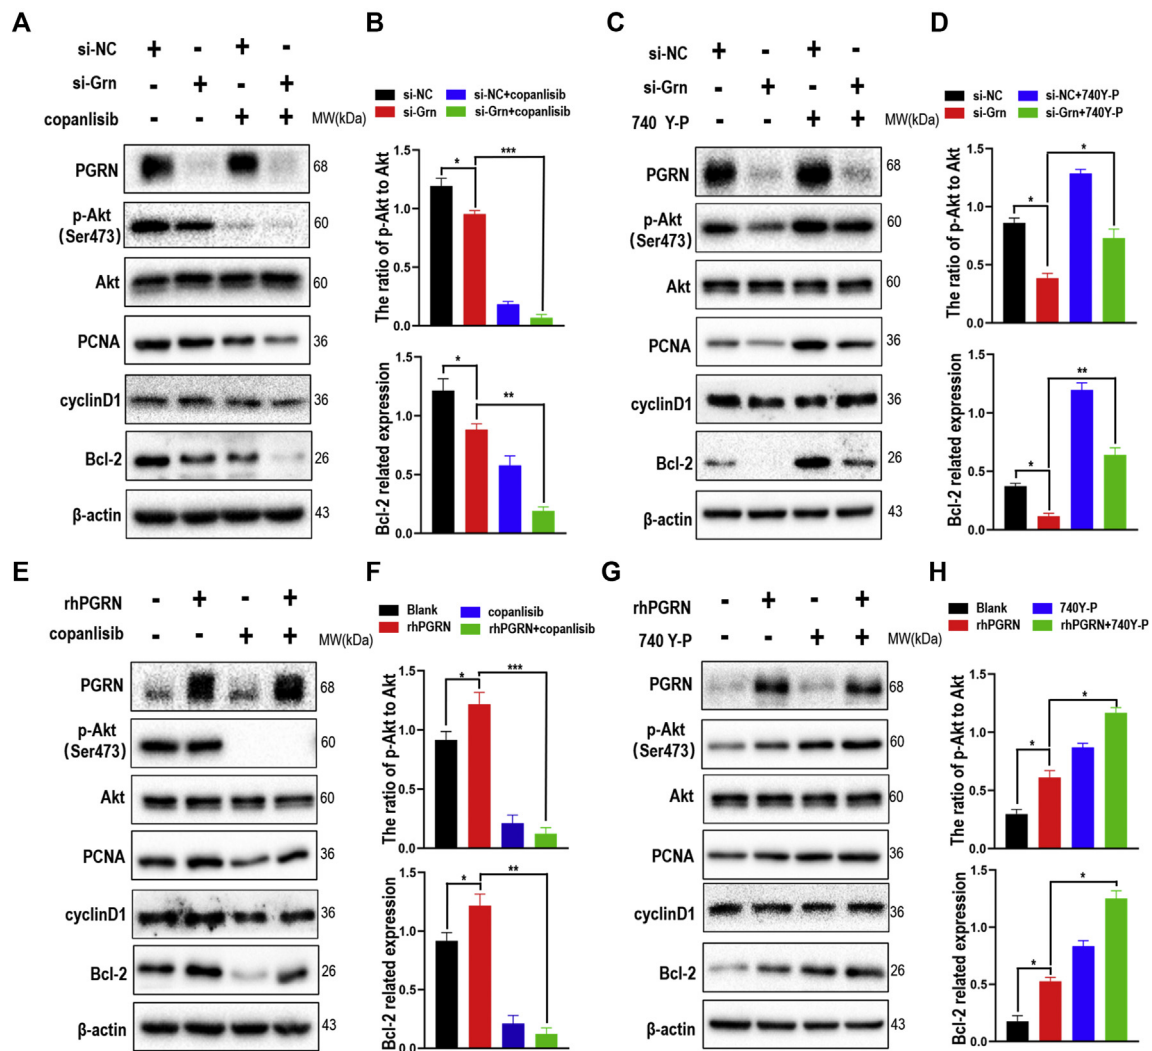 A
si-NC + - + -
si-Grn - + - +
copanlisib - - + +
MW(kDa)
PGRN 68
p-Akt
(Ser473) 60
Akt 60
PCNA 36
cyclinD1 36
Bcl-2 26
β-actin 43
B
si-NC si-NC+copanlisib
si-Grn si-Grn+copanlisib
The ratio of p-Akt to Akt
1.5
1.0
0.5
0.0
* ***
Bcl-2 related expression
1.5
1.0
0.5
0.0
* **
C
si-NC + - + -
si-Grn - + - +
740 Y-P - - + +
MW(kDa)
PGRN 68
p-Akt
(Ser473) 60
Akt 60
PCNA 36
cyclinD1 36
Bcl-2 26
β-actin 43
D
si-NC si-NC+740Y-P
si-Grn si-Grn+740Y-P
The ratio of p-Akt to Akt
1.5
1.0
0.5
0.0
* *
Bcl-2 related expression
1.5
1.0
0.5
0.0
* **
E
rhPGRN - + - +
copanlisib - - + +
MW(kDa)
PGRN 68
p-Akt
(Ser473) 60
Akt 60
PCNA 36
cyclinD1 36
Bcl-2 26
β-actin 43
F
Blank copanlisib
rhPGRN rhPGRN+copanlisib
The ratio of p-Akt to Akt
1.5
1.0
0.5
0.0
* ***
Bcl-2 related expression
1.5
1.0
0.5
0.0
* **
G
rhPGRN - + - +
740 Y-P - - + +
MW(kDa)
PGRN 68
p-Akt
(Ser473) 60
Akt 60
PCNA 36
cyclinD1 36
Bcl-2 26
β-actin 43
H
Blank 740Y-P
rhPGRN rhPGRN+740Y-P
The ratio of p-Akt to Akt
1.5
1.0
0.5
0.0
* *
Bcl-2 related expression
1.5
1.0
0.5
0.0
* *